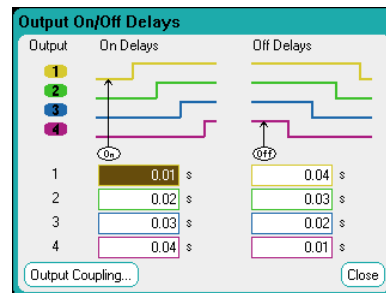 Output On/Off Delays
Output On Delays Off Delays
1
2
3
4
On Off
1 0.01 s 0.04 s
2 0.02 s 0.03 s
3 0.03 s 0.02 s
4 0.04 s 0.01 s
Output Coupling... Close